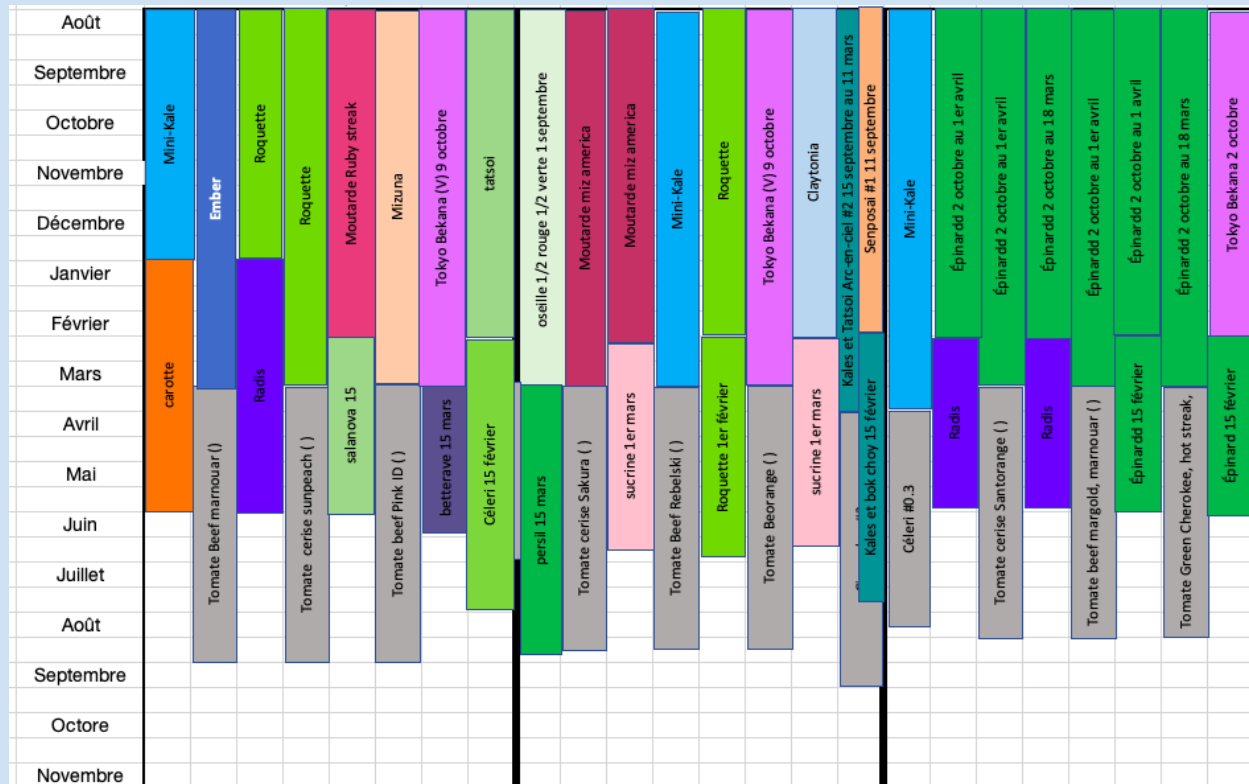 Août
Septembre
Octobre
Novembre
Décembre
Janvier
Février
Mars
Avril
Mai
Juin
Juillet
Août
Septembre
Octore
Novembre
Mini-Kale
carotte
Ember
Tomate Beef marnouar ()
Roquette
Radis
Roquette
Tomate cerise sunpeach ( )
Moutarde Ruby streak
salanova 15
Mizuna
Tomate beef Pink ID ( )
Tokyo Bekana (V) 9 octobre
betterave 15 mars
tatsoi
Céleri 15 février
oseille 1/2 rouge 1/2 verte 1 septembre
persil 15 mars
Moutarde miz america
Tomate cerise Sakura ( )
Moutarde miz america
sucrine 1er mars
Mini-Kale
Tomate Beef Rebelski ( )
Roquette
Roquette 1er février
Tokyo Bekana (V) 9 octobre
Tomate Beorange ( )
Claytonia
sucrine 1er mars
Kales et Tatsoi Arc-en-ciel #2 15 septembre au 11 mars
Senposai #1 11 septembre
Kales et bok choy 15 février
Mini-Kale
Céleri #0.3
Épinardd 2 octobre au 1er avril
Radis
Épinardd 2 octobre au 1er avril
Tomate cerise Santorange ( )
Épinardd 2 octobre au 18 mars
Radis
Épinardd 2 octobre au 1er avril
Tomate beef margold, marnouar ( )
Épinardd 2 octobre au 1 avril
Épinardd 15 février
Épinardd 2 octobre au 18 mars
Tomate Green Cherokee, hot streak,
Tokyo Bekana 2 octobre
Épinard 15 février